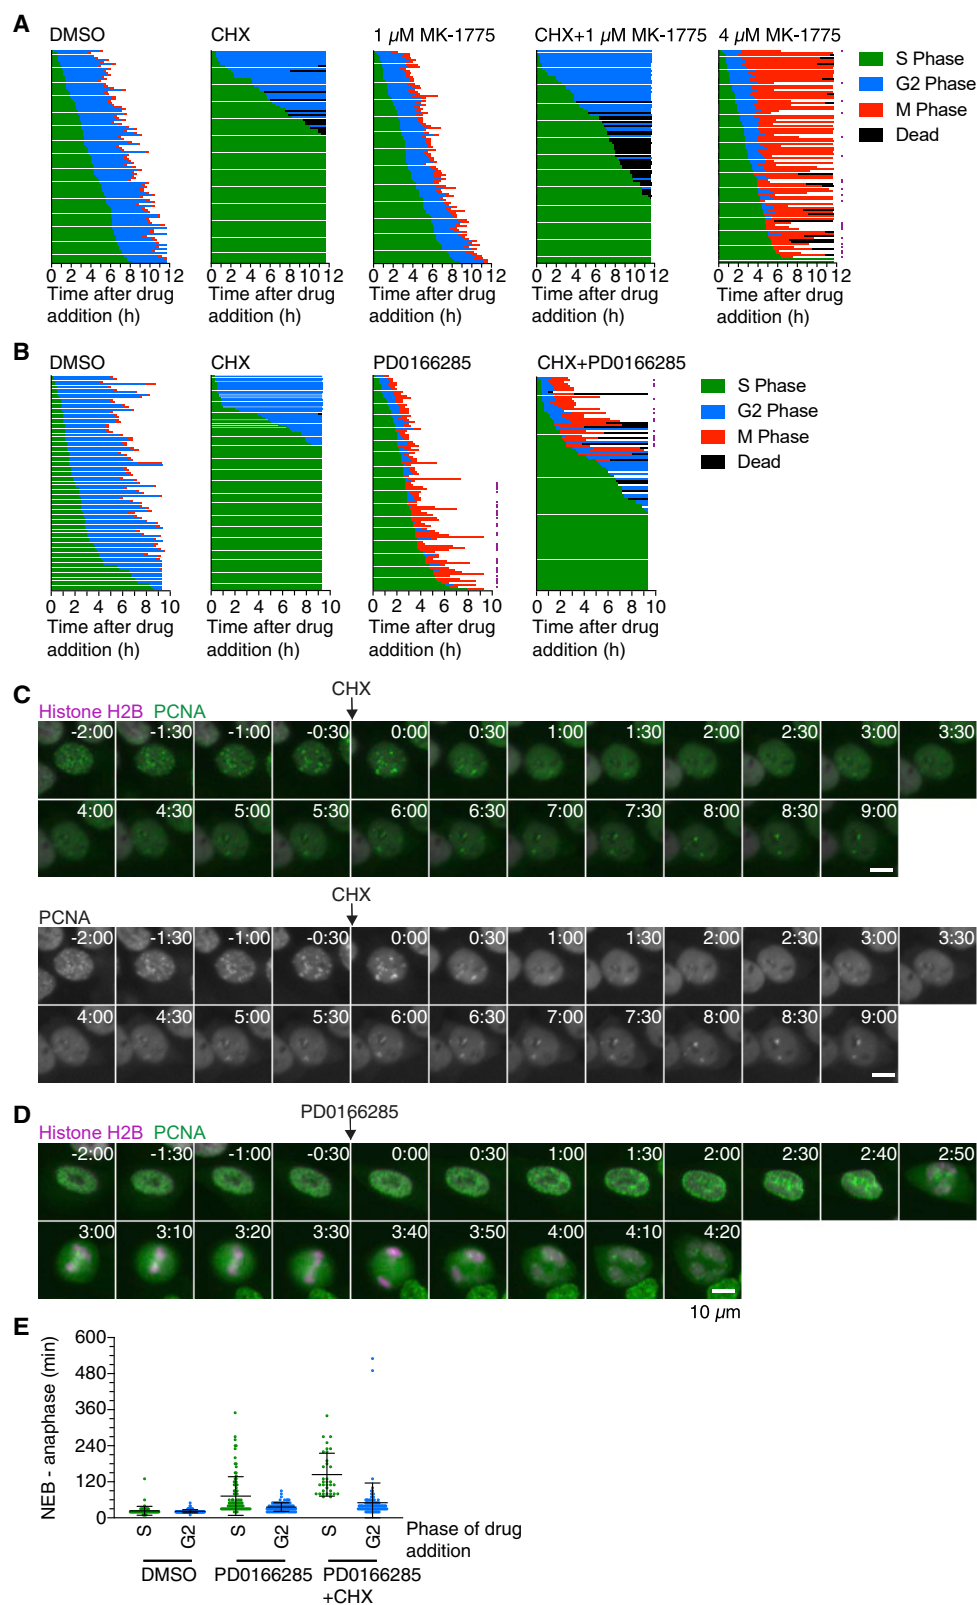 A
DMSO
CHX
1 µM MK-1775
CHX+1 µM MK-1775
4 µM MK-1775
S Phase
G2 Phase
M Phase
Dead
0 2 4 6 8 10 12
0 2 4 6 8 10 12
0 2 4 6 8 10 12
0 2 4 6 8 10 12
0 2 4 6 8 10 12
Time after drug
addition (h)
Time after drug
addition (h)
Time after drug
addition (h)
Time after drug
addition (h)
Time after drug
addition (h)
B
DMSO
CHX
PD0166285
CHX+PD0166285
S Phase
G2 Phase
M Phase
Dead
0 2 4 6 8 10
0 2 4 6 8 10
0 2 4 6 8 10
0 2 4 6 8 10
Time after drug
addition (h)
Time after drug
addition (h)
Time after drug
addition (h)
Time after drug
addition (h)
C
CHX
Histone H2B PCNA
-2:00 -1:30 -1:00 -0:30 0:00 0:30 1:00 1:30 2:00 2:30 3:00 3:30
4:00 4:30 5:00 5:30 6:00 6:30 7:00 7:30 8:00 8:30 9:00
CHX
PCNA
-2:00 -1:30 -1:00 -0:30 0:00 0:30 1:00 1:30 2:00 2:30 3:00 3:30
4:00 4:30 5:00 5:30 6:00 6:30 7:00 7:30 8:00 8:30 9:00
D
PD0166285
Histone H2B PCNA
-2:00 -1:30 -1:00 -0:30 0:00 0:30 1:00 1:30 2:00 2:30 2:40 2:50
3:00 3:10 3:20 3:30 3:40 3:50 4:00 4:10 4:20
10 µm
E
NEB - anaphase (min)
600
480
360
240
120
0
S G2 S G2 S G2
Phase of drug
addition
DMSO PD0166285 PD0166285
+CHX